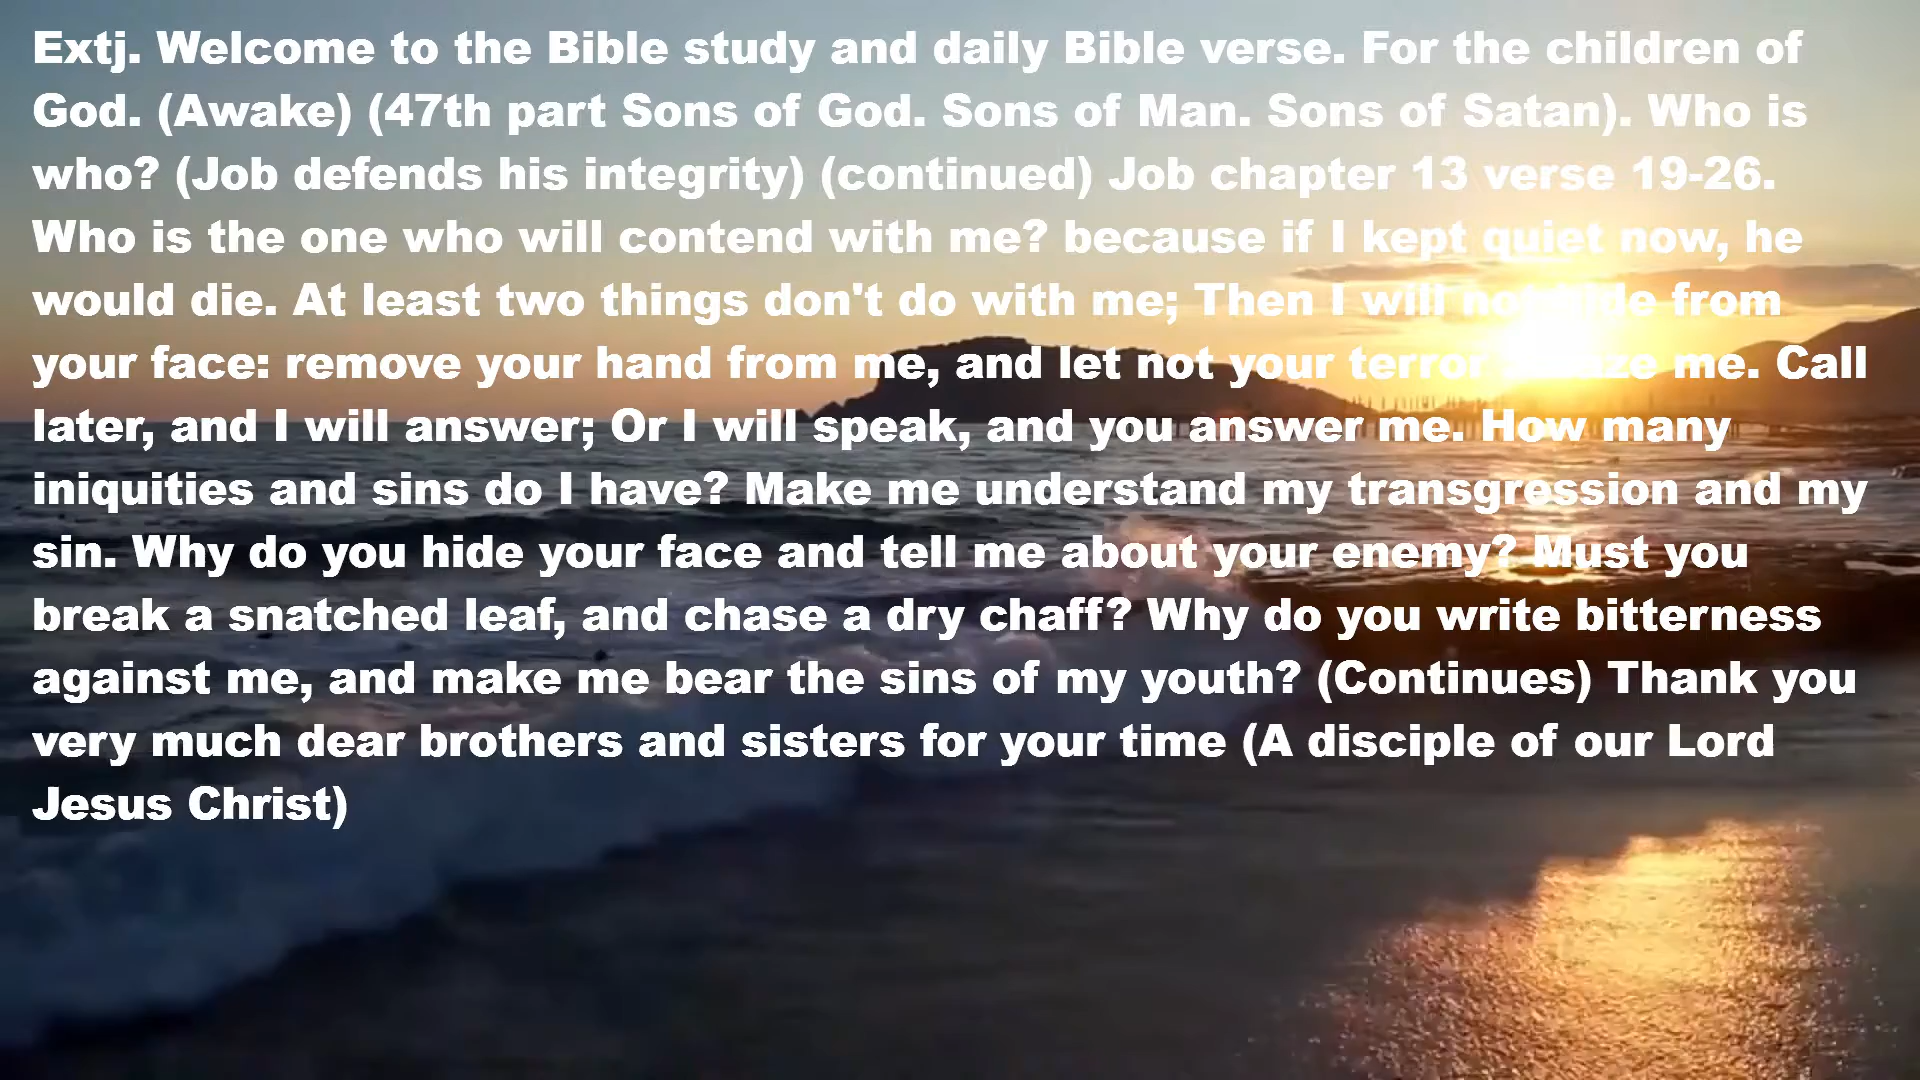 Extj. Welcome to the Bible study and daily Bible verse. For the children of
God. (Awake) (47th part Sons of God. Sons of Man. Sons of Satan). Who is
who? (Job defends his integrity) (continued) Job chapter 13 verse 19-26.
Who is the one who will contend with me? because if I kept quiet now, he
would die. At least two things don't do with me; Then I will not hide from
your face: remove your hand from me, and let not your terror me. Call
later, and I will answer; Or I will speak, and you answer me. How many
iniquities and sins do I have? Make me understand my transgression and my
sin. Why do you hide your face and tell me about your enemy? Must you
break a snatched leaf, and chase a dry chaff? Why do you write bitterness
against me, and make me bear the sins of my youth? (Continues) Thank you
very much dear brothers and sisters for your time (A disciple of our Lord
Jesus Christ)